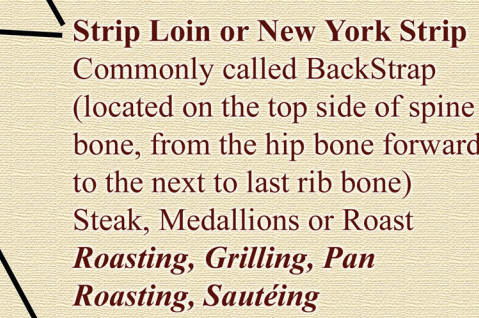 Strip Loin or New York Strip
Commonly called BackStrap
(located on the top side of spine
bone, from the hip bone forward
to the next to last rib bone)
Steak, Medallions or Roast
Roasting, Grilling, Pan
Roasting, Sautéing